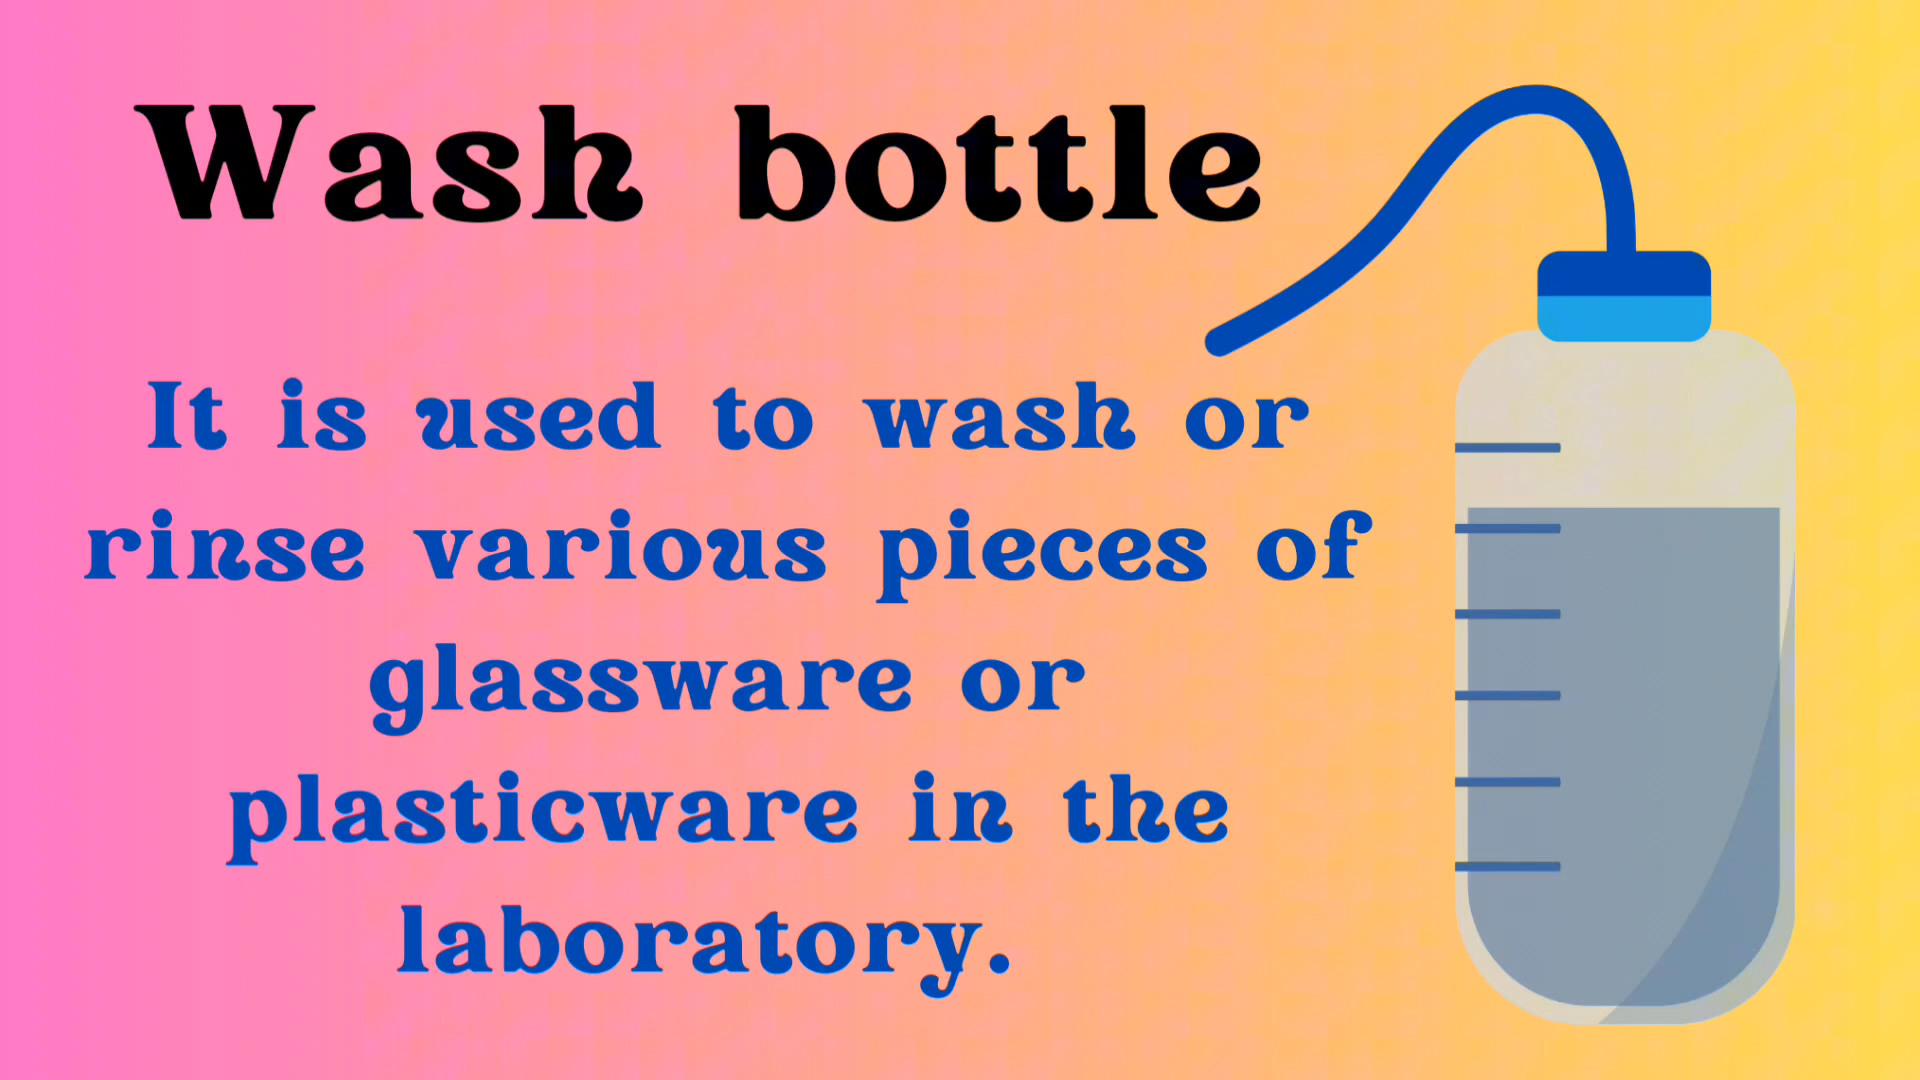 Wash bottle
It is used to wash or
rinse various pieces of
glassware or
plasticware in the
laboratory.